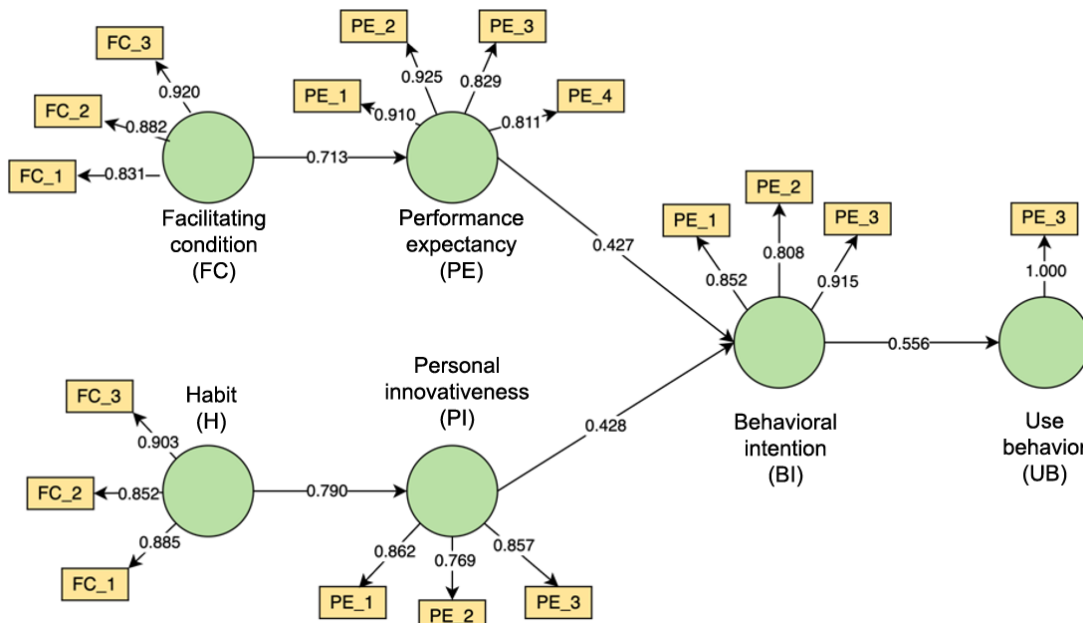 FC_3
PE_2
PE_3
0.920
0.925
0.829
FC_2
PE_1
PE_4
0.882
0.910
0.811
FC_1
0.831
0.713
Facilitating
condition
(FC)
Performance
expectancy
(PE)
0.427
PE_1
PE_2
PE_3
PE_3
0.852
0.808
0.915
1.000
0.556
Behavioral
intention
(BI)
Use
behavior
(UB)
Habit
(H)
Personal
innovativeness
(PI)
0.428
FC_3
0.903
FC_2
0.852
0.790
FC_1
0.885
0.862
0.769
0.857
PE_1
PE_2
PE_3